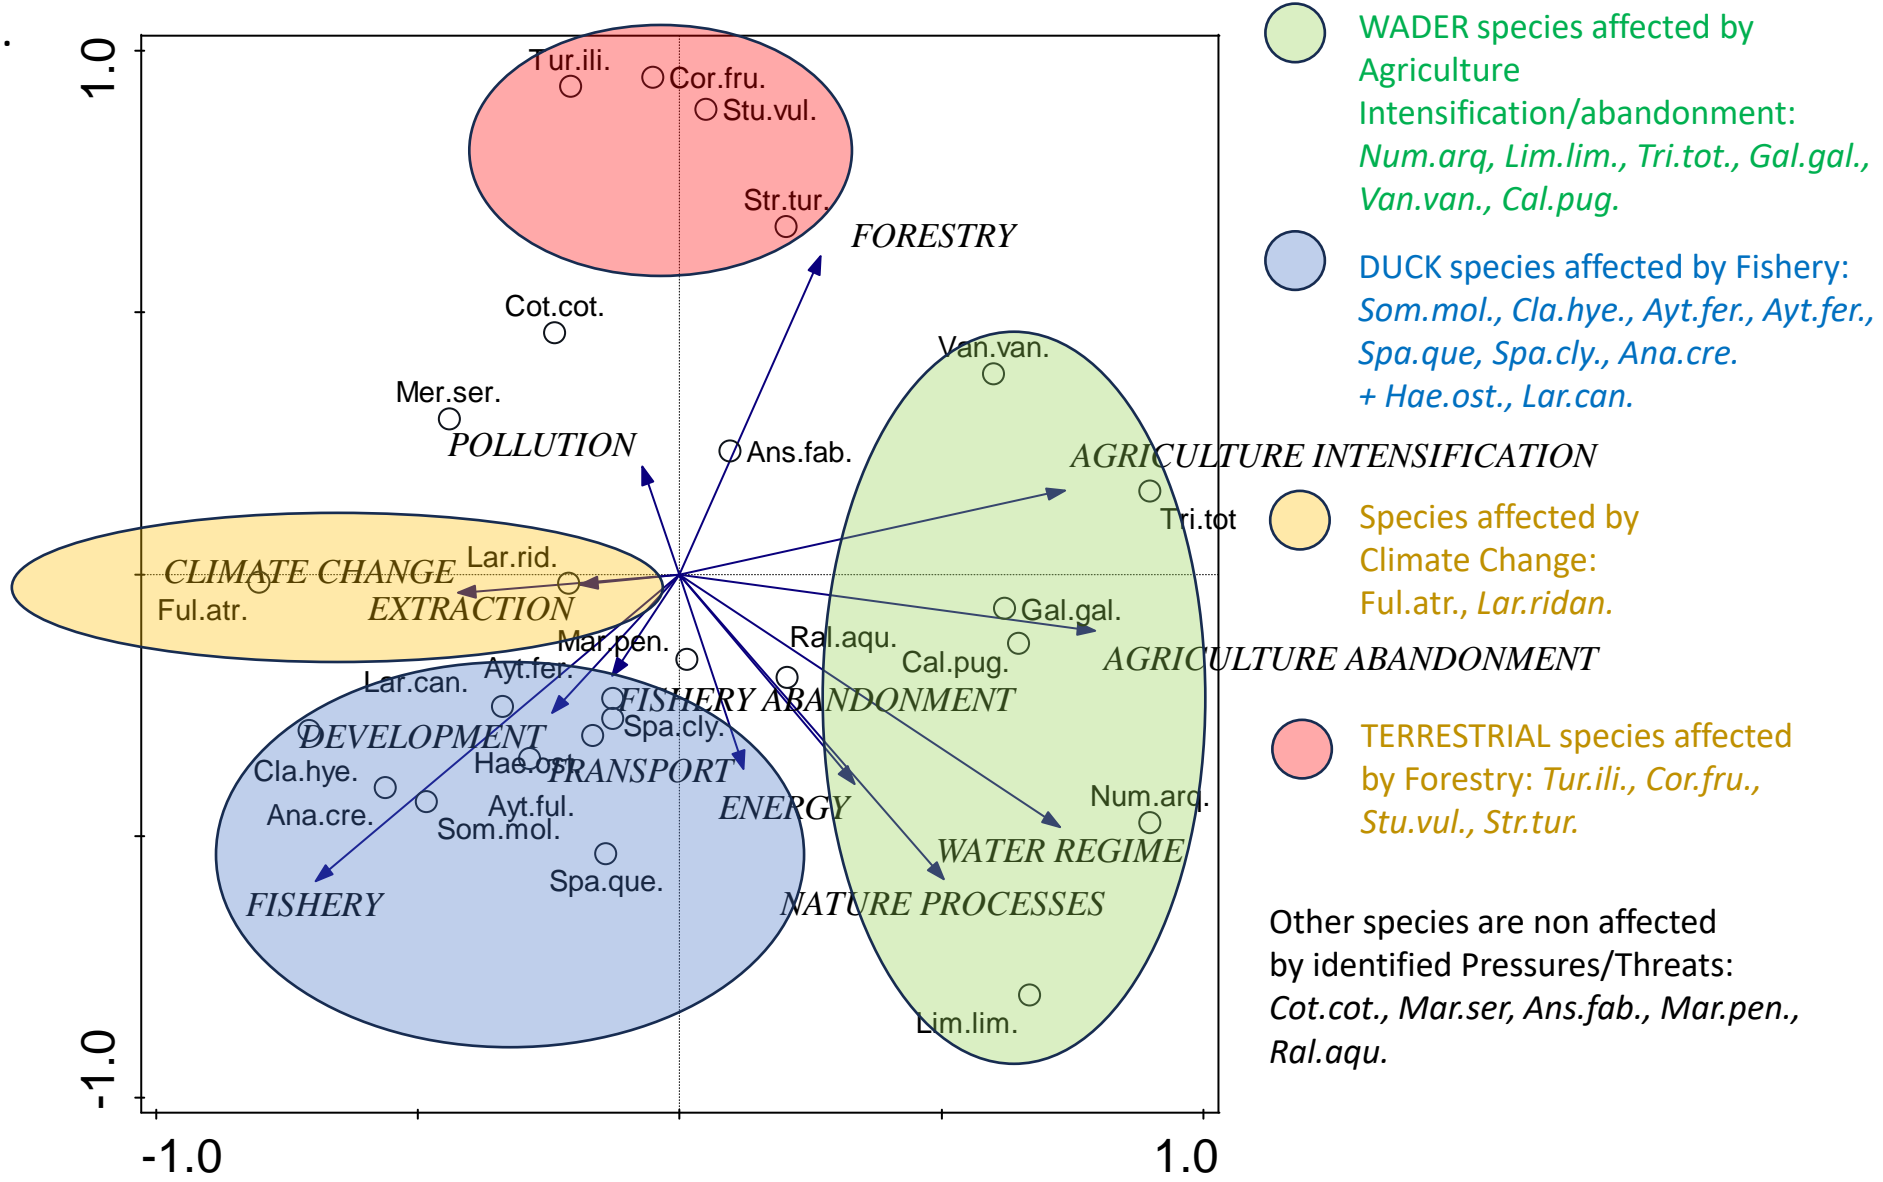 .
1.0
-1.0
-1.0
1.0
Tur.ili.
Cor.fru.
Stu.vul.
Str.tur.
FORESTRY
Cot.cot.
Van.van.
Mer.ser.
POLLUTION
Ans.fab.
AGRICULTURE INTENSIFICATION
Tri.tot
CLIMATE CHANGE
Lar.rid.
Ful.atr.
EXTRACTION
Gal.gal.
Mar.pen.
Ral.aqu.
Cal.pug.
AGRICULTURE ABANDONMENT
Ayt.fer.
Lar.can.
FISHERY ABANDONMENT
Spa.cly.
DEVELOPMENT
Hae.ost.
TRANSPORT
Cla.hye.
Ana.cre.
Ayt.ful.
Som.mol.
ENERGY
Num.arq.
WATER REGIME
Spa.que.
FISHERY
NATURE PROCESSES
Lim.lim.
WADER species affected by
Agriculture
Intensification/abandonment:
Num.arq, Lim.lim., Tri.tot., Gal.gal.,
Van.van., Cal.pug.
DUCK species affected by Fishery:
Som.mol., Cla.hye., Ayt.fer., Ayt.fer.,
Spa.que, Spa.cly., Ana.cre.
+ Hae.ost., Lar.can.
Species affected by
Climate Change:
Ful.atr., Lar.ridan.
TERRESTRIAL species affected
by Forestry: Tur.ili., Cor.fru.,
Stu.vul., Str.tur.
Other species are non affected
by identified Pressures/Threats:
Cot.cot., Mar.ser, Ans.fab., Mar.pen.,
Ral.aqu.